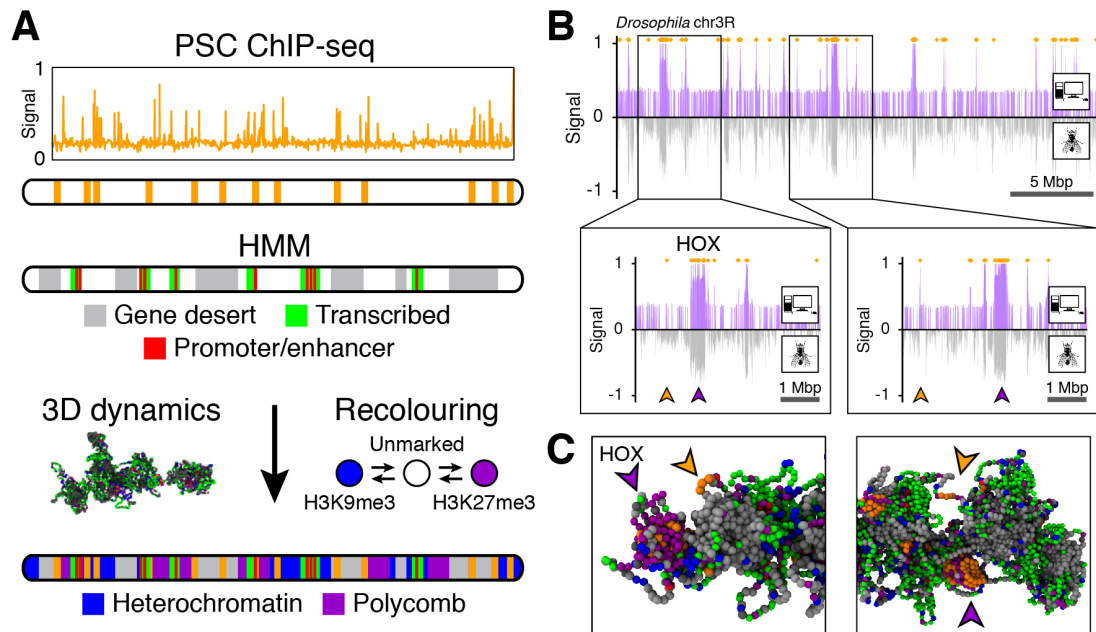 A
PSC ChIP-seq
1
Signal
0
HMM
Gene desert
Transcribed
Promoter/enhancer
3D dynamics
Recolouring
Unmarked
H3K9me3
H3K27me3
Heterochromatin
Polycomb
B
Drosophila chr3R
1
Signal
0
-1
5 Mbp
HOX
1
Signal
0
-1
1 Mbp
1
Signal
0
-1
1 Mbp
C
HOX